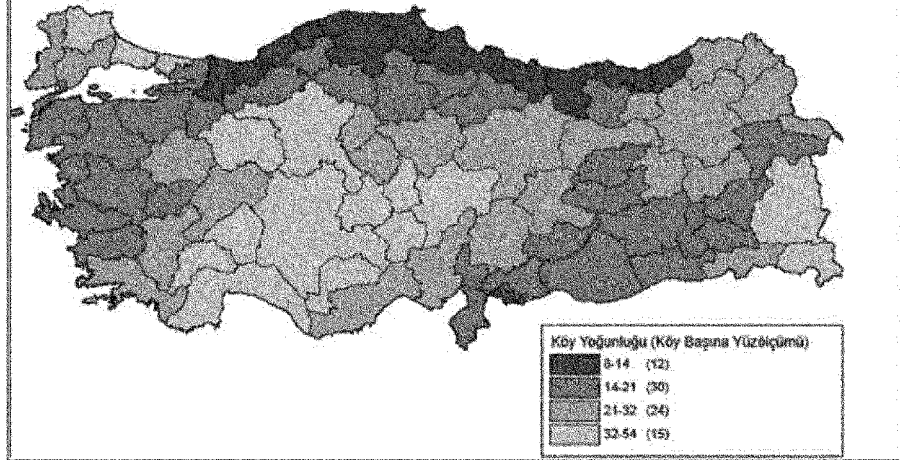 Köy Yoğunluğu (Köy Başına Yüzölçümü)
8-14 (12)
14-21 (30)
21-32 (24)
32-54 (15)